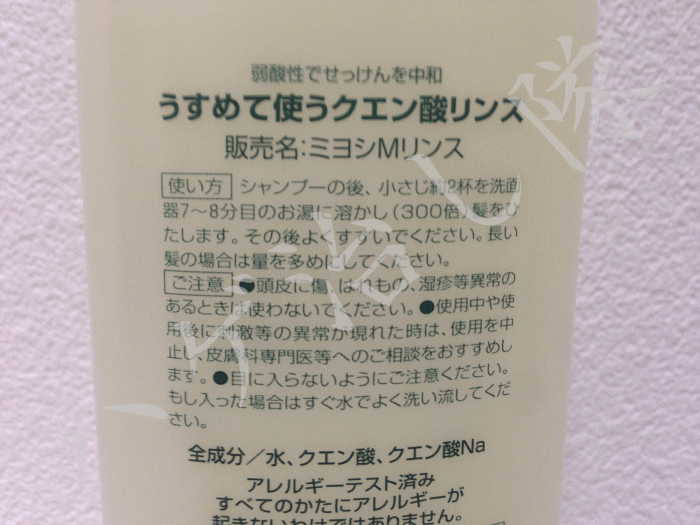 弱酸性でせっけんを中和
うすめて使うクエン酸リンス
販売名:ミヨシMリンス
使い方 シャンプーの後、小さじ約2杯を洗面
器7〜8分目のお湯に溶かし(300倍)髪をひ
たします。その後よくすすいでください。長い
髪の場合は量を多めにしてください。
ご注意 ●頭皮に傷、はれもの、湿疹等異常の
あるときは使わないでください。●使用中や使
用後に刺激等の異常が現れた時は、使用を中
止し、皮膚科専門医等へのご相談をおすすめし
ます。●目に入らないようにご注意ください。
もし入った場合はすぐ水でよく洗い流してくだ
さい。
全成分/水、クエン酸、クエン酸Na
アレルギーテスト済み
すべてのかたにアレルギーが
起きないわけではありません。